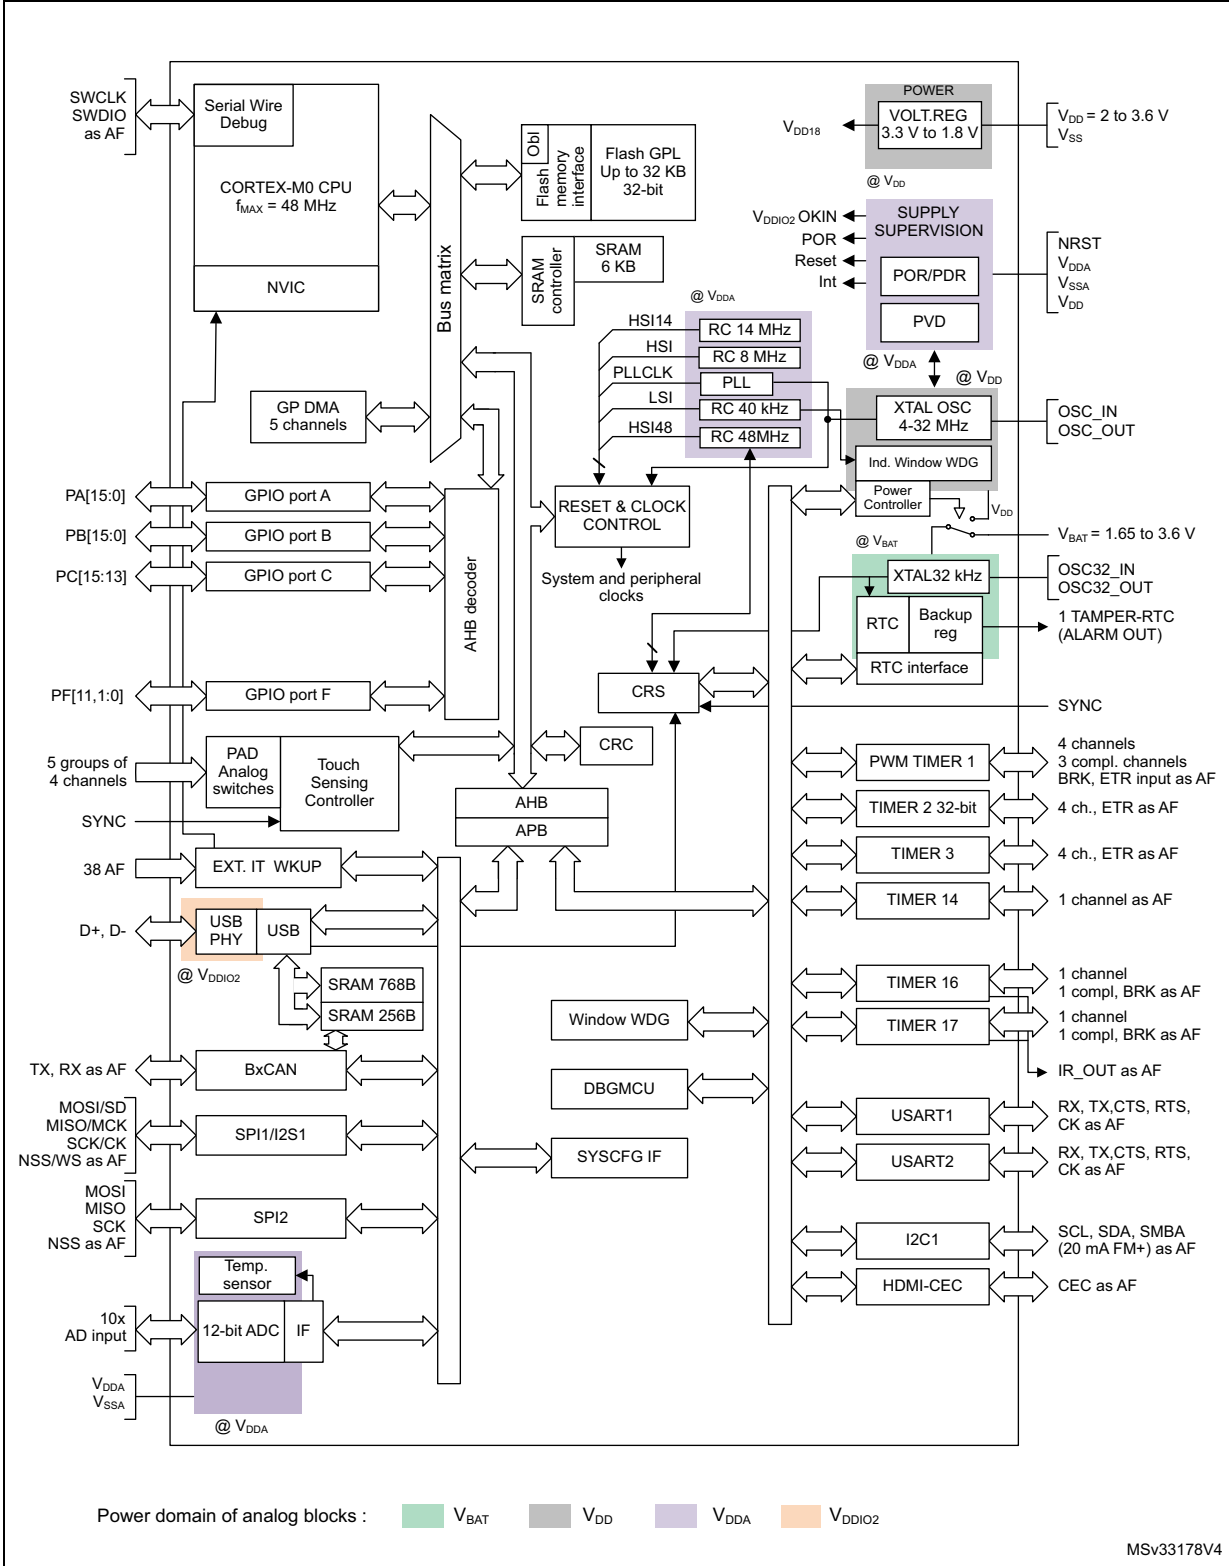 SWCLK
SWDIO
as AF
Serial Wire
Debug
CORTEX-M0 CPU
fMAX = 48 MHz
NVIC
Bus matrix
Obl
Flash
memory
interface
Flash GPL
Up to 32 KB
32-bit
SRAM
controller
SRAM
6 KB
POWER
VOLT.REG
3.3 V to 1.8 V
VDD18
VDD = 2 to 3.6 V
VSS
@ VDD
VDDIO2 OKIN
POR
Reset
Int
SUPPLY
SUPERVISION
POR/PDR
PVD
NRST
VDDA
VSSA
VDD
@ VDDA
@ VDD
@ VDDA
HSI14
HSI
PLLCLK
LSI
HSI48
RC 14 MHz
RC 8 MHz
PLL
RC 40 kHz
RC 48MHz
XTAL OSC
4-32 MHz
OSC_IN
OSC_OUT
Ind. Window WDG
Power
Controller
VDD
VBAT = 1.65 to 3.6 V
@ VBAT
GP DMA
5 channels
PA[15:0]
GPIO port A
PB[15:0]
GPIO port B
PC[15:13]
GPIO port C
PF[11,1:0]
GPIO port F
AHB decoder
RESET & CLOCK
CONTROL
System and peripheral
clocks
XTAL32 kHz
OSC32_IN
OSC32_OUT
RTC
Backup
reg
RTC interface
1 TAMPER-RTC
(ALARM OUT)
CRS
SYNC
5 groups of
4 channels
PAD
Analog
switches
Touch
Sensing
Controller
SYNC
CRC
AHB
APB
PWM TIMER 1
4 channels
3 compl. channels
BRK, ETR input as AF
TIMER 2 32-bit
4 ch., ETR as AF
TIMER 3
4 ch., ETR as AF
TIMER 14
1 channel as AF
38 AF
EXT. IT WKUP
D+, D-
USB
PHY
USB
@ VDDIO2
SRAM 768B
SRAM 256B
TX, RX as AF
BxCAN
Window WDG
DBGMCU
SYSCFG IF
TIMER 16
1 channel
1 compl, BRK as AF
TIMER 17
1 channel
1 compl, BRK as AF
IR_OUT as AF
MOSI/SD
MISO/MCK
SCK/CK
NSS/WS as AF
SPI1/I2S1
USART1
RX, TX,CTS, RTS,
CK as AF
USART2
RX, TX,CTS, RTS,
CK as AF
MOSI
MISO
SCK
NSS as AF
SPI2
I2C1
SCL, SDA, SMBA
(20 mA FM+) as AF
HDMI-CEC
CEC as AF
Temp.
sensor
10x
AD input
12-bit ADC
IF
VDDA
VSSA
@ VDDA
Power domain of analog blocks :
VBAT
VDD
VDDA
VDDIO2
MSv33178V4